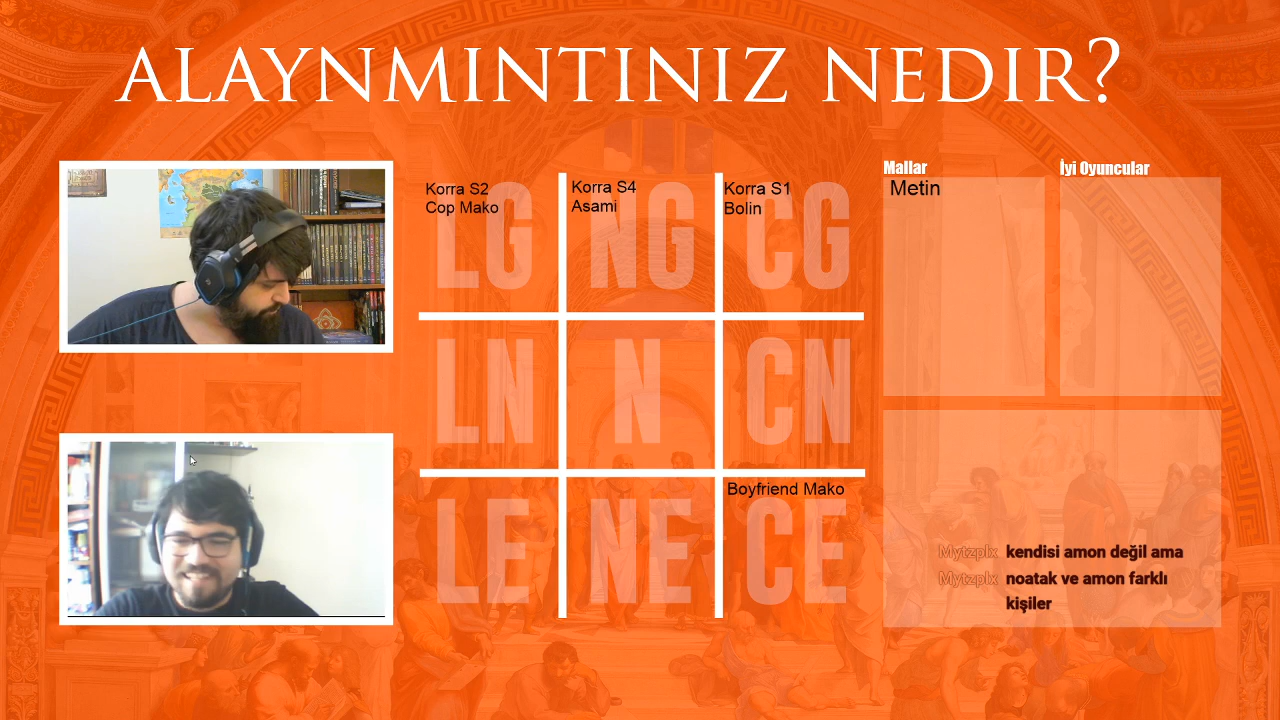 ALAYNMINTINIZ NEDIR?
Korra S2
Cop Mako
LG
Korra S4
Asami
NG
Korra S1
Bolin
CG
LN
N
CN
LE
NE
Boyfriend Mako
CE
Mallar
Metin
İyi Oyuncular
Mytzplx kendisi amon değil ama
Mytzplx noatak ve amon farklı
kişiler